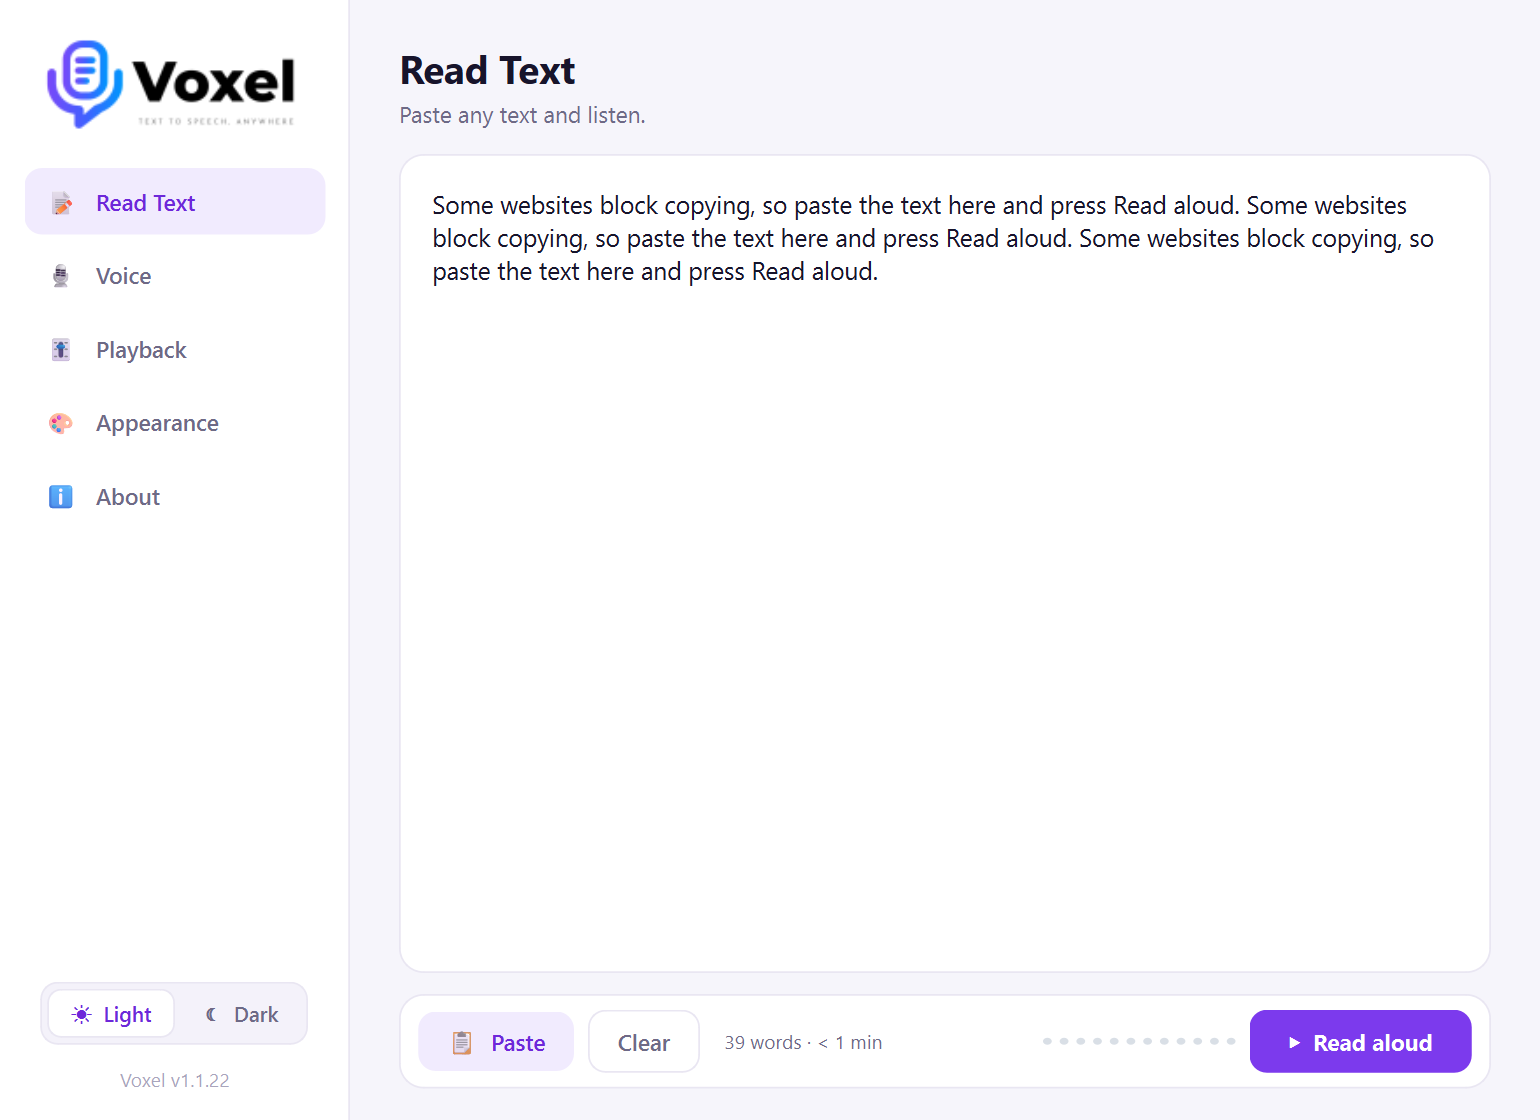 Voxel
TEXT TO SPEECH, ANYWHERE
Read Text
Voice
Playback
Appearance
About
Light
Dark
Voxel v1.1.22
Read Text
Paste any text and listen.
Some websites block copying, so paste the text here and press Read aloud. Some websites
block copying, so paste the text here and press Read aloud. Some websites block copying, so
paste the text here and press Read aloud.
Paste
Clear
39 words · < 1 min
Read aloud